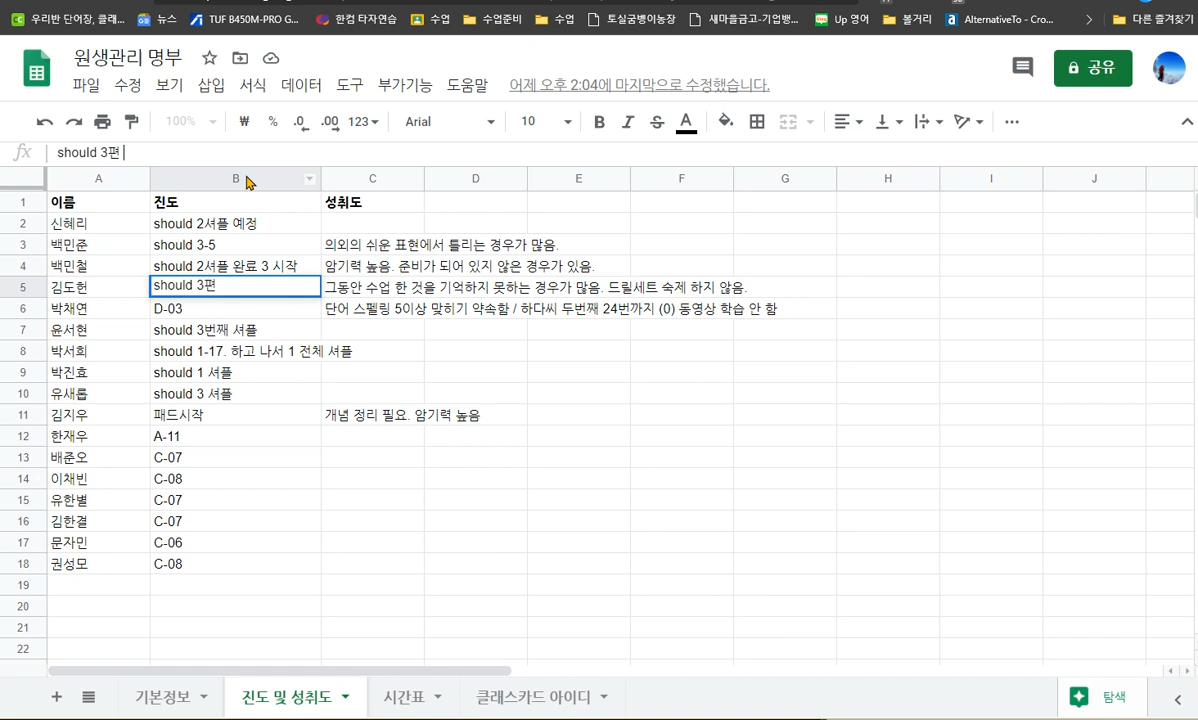 우리반 단어장, 클래... 뉴스 TUF B450M-PRO G... 한컴 타자연습 수업 수업준비 수업 토실굼벵이농장 새마을금고-기업뱅... Up 영어 볼거리 AlternativeTo - Cro... 다른 즐겨찾기
원생관리 명부
파일 수정 보기 삽입 서식 데이터 도구 부가기능 도움말 어제 오후 2:04에 마지막으로 수정했습니다. 공유
100% ₩ % .0 .00 123 Arial 10 B I S A
fx should 3편
A B C D E F G H I J
1 이름 진도 성취도
2 신혜리 should 2셔플 예정
3 백민준 should 3-5 의외의 쉬운 표현에서 틀리는 경우가 많음.
4 백민철 should 2셔플 완료 3 시작 암기력 높음. 준비가 되어 있지 않은 경우가 있음.
5 김도헌 should 3편 그동안 수업 한 것을 기억하지 못하는 경우가 많음. 드릴세트 숙제 하지 않음.
6 박채연 D-03 단어 스펠링 5이상 맞히기 약속함 / 하다씨 두번째 24번까지 (0) 동영상 학습 안 함
7 윤서현 should 3번째 셔플
8 박서희 should 1-17. 하고 나서 1 전체 셔플
9 박진효 should 1 셔플
10 유새롭 should 3 셔플
11 김지우 패드시작 개념 정리 필요. 암기력 높음
12 한재우 A-11
13 배준오 C-07
14 이채빈 C-08
15 유한별 C-07
16 김한결 C-07
17 문자민 C-06
18 권성모 C-08
19
20
21
22
기본정보 진도 및 성취도 시간표 클래스카드 아이디 탐색